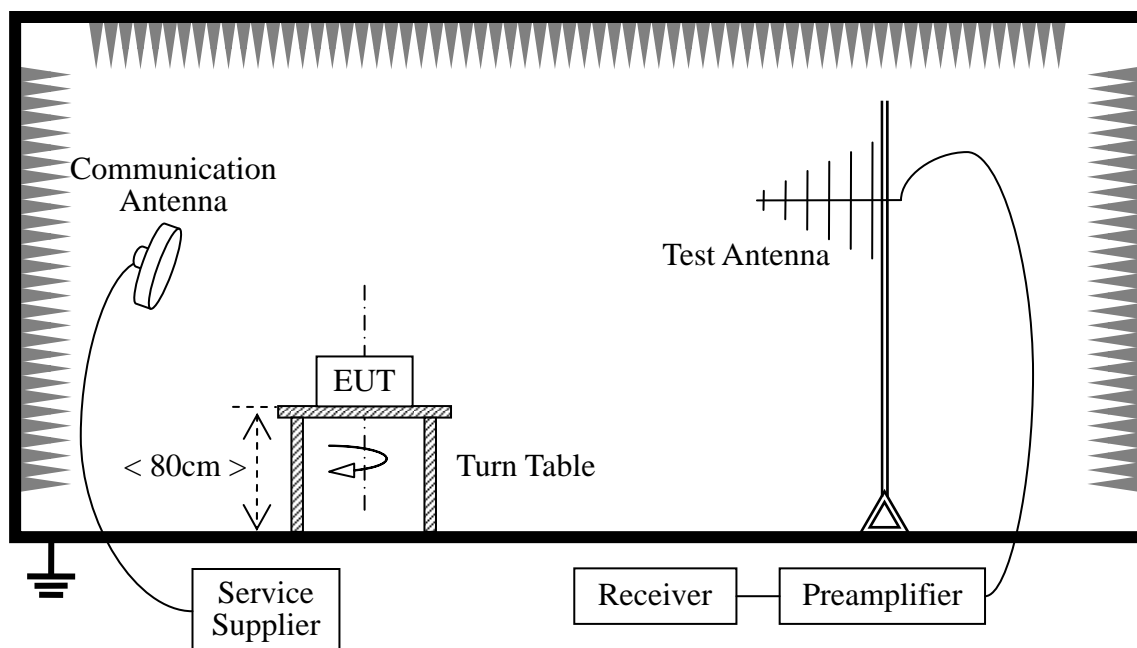 Communication
Antenna
Test Antenna
EUT
< 80cm >
Turn Table
Service
Supplier
Receiver
Preamplifier